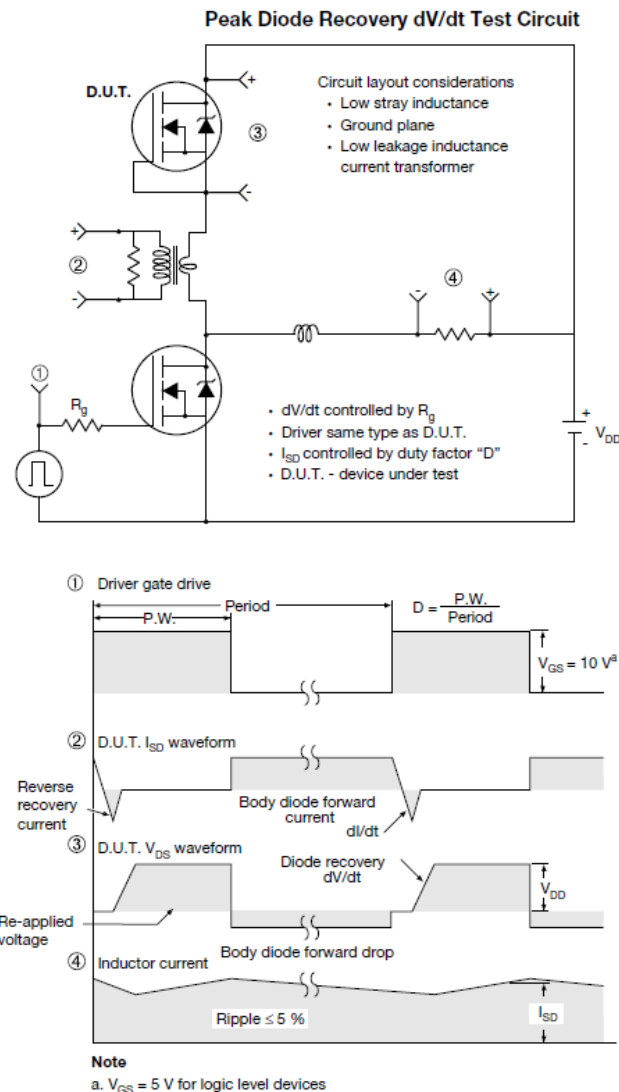 Peak Diode Recovery dV/dt Test Circuit
D.U.T.
+
-
③
Circuit layout considerations
• Low stray inductance
• Ground plane
• Low leakage inductance
current transformer
+
②
-
④
-
+
①
Rg
• dV/dt controlled by Rg
• Driver same type as D.U.T.
• ISD controlled by duty factor “D”
• D.U.T. - device under test
+
-
VDD
① Driver gate drive
P.W.
Period
D = P.W.
Period
VGS = 10 Vª
② D.U.T. ISD waveform
Reverse
recovery
current
Body diode forward
current
dI/dt
③ D.U.T. VDS waveform
Diode recovery
dV/dt
VDD
Re-applied
voltage
Body diode forward drop
④ Inductor current
Ripple ≤ 5 %
ISD
Note
a. VGS = 5 V for logic level devices